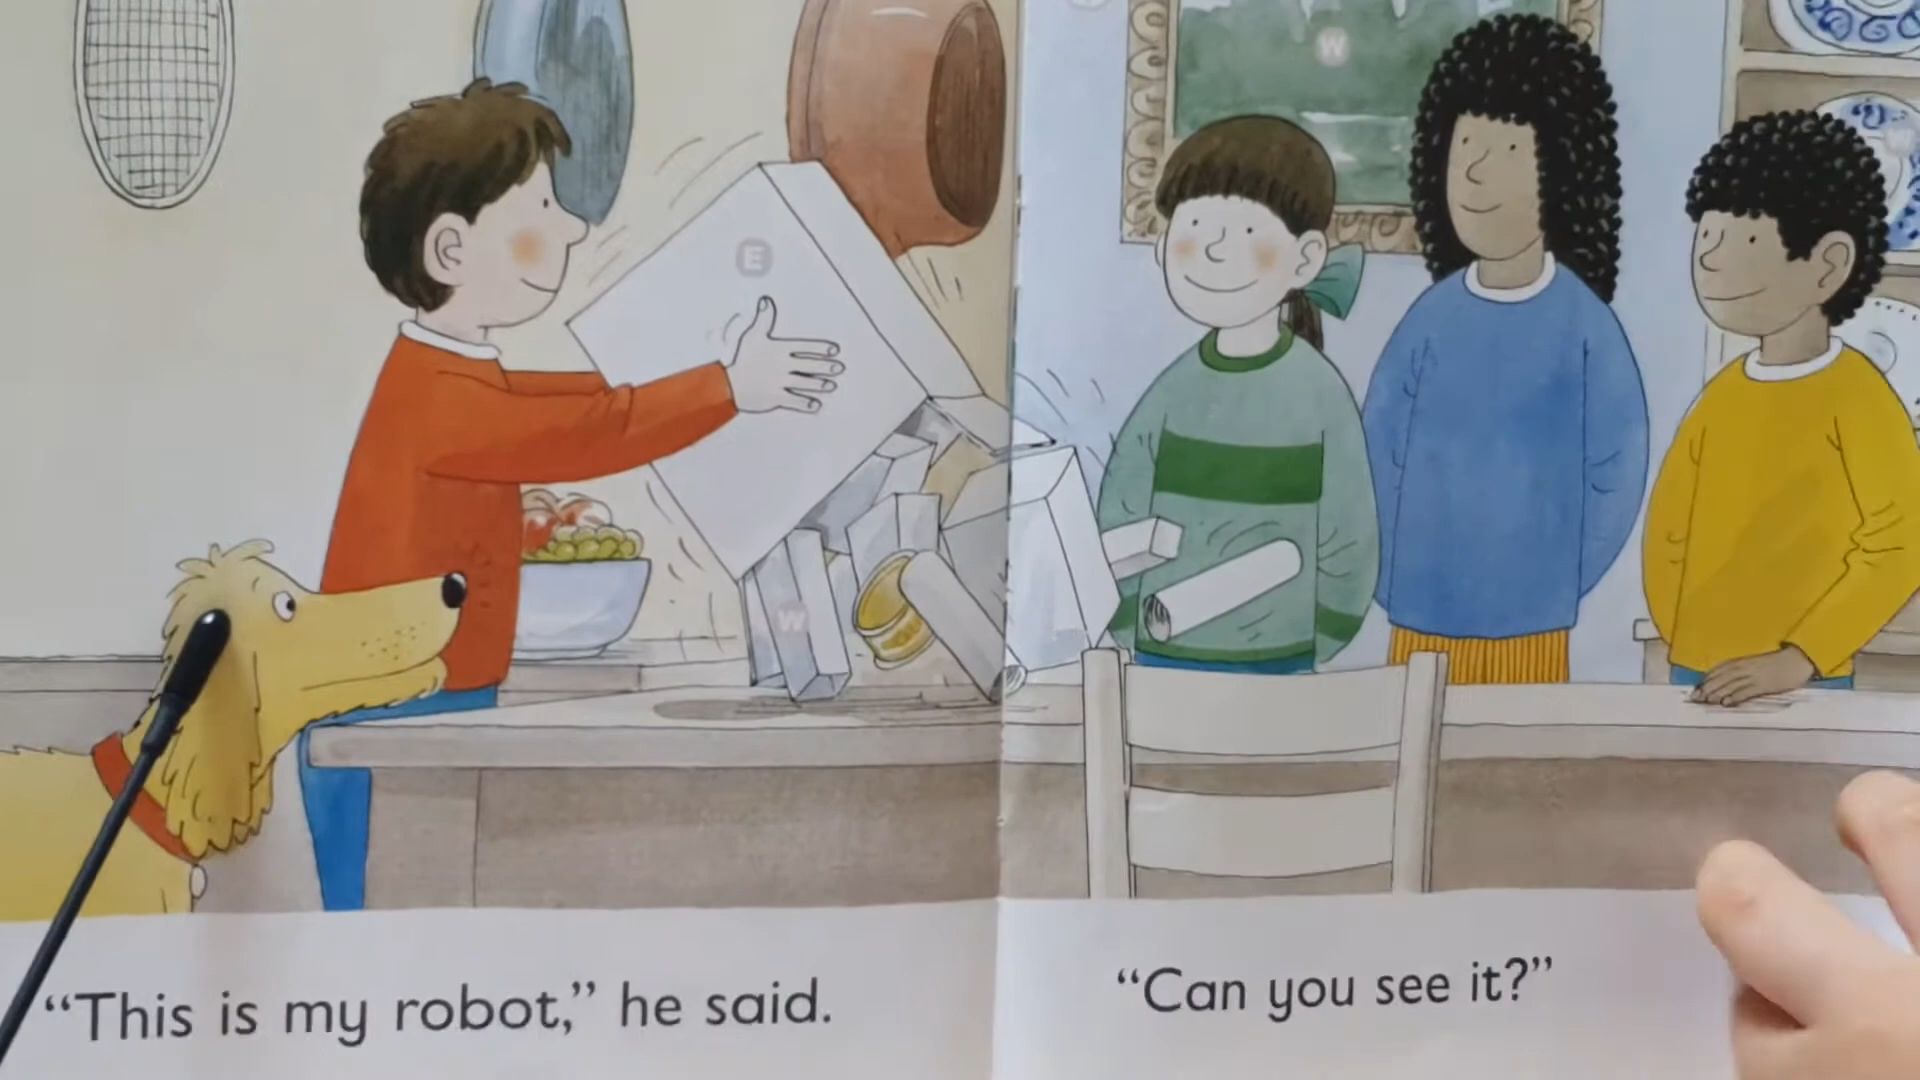 “This is my robot,” he said.
“Can you see it?”
E
W
W